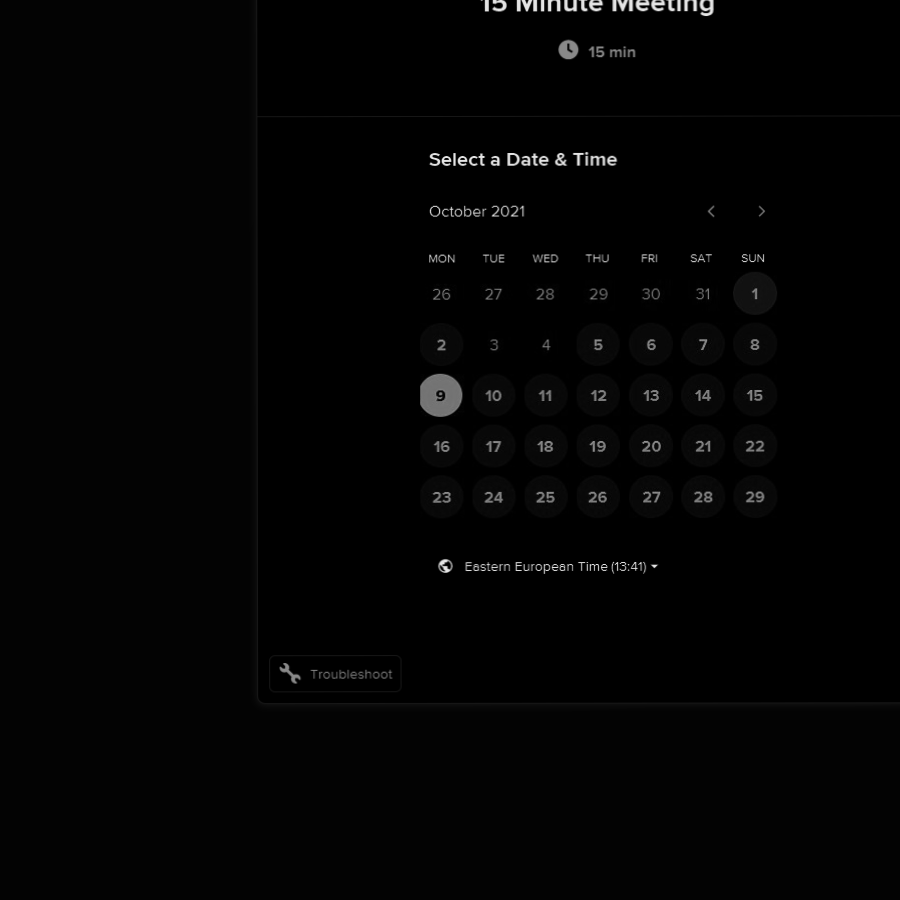 15 Minute Meeting
15 min
Select a Date & Time
October 2021
MON TUE WED THU FRI SAT SUN
26 27 28 29 30 31 1
2 3 4 5 6 7 8
9 10 11 12 13 14 15
16 17 18 19 20 21 22
23 24 25 26 27 28 29
Eastern European Time (13:41)
Troubleshoot